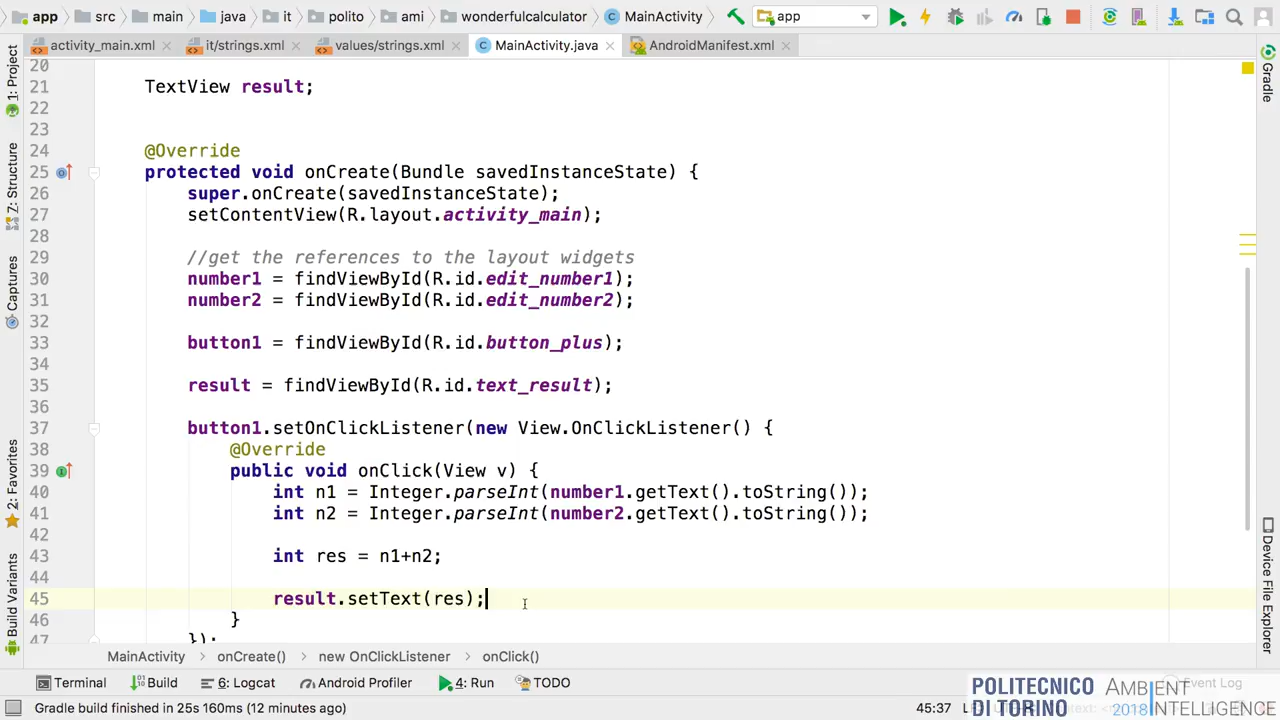 app src main java it polito ami wonderfulcalculator MainActivity app
activity_main.xml it/strings.xml values/strings.xml MainActivity.java AndroidManifest.xml
20
21 TextView result;
22
23
24 @Override
25 protected void onCreate(Bundle savedInstanceState) {
26 super.onCreate(savedInstanceState);
27 setContentView(R.layout.activity_main);
28
29 //get the references to the layout widgets
30 number1 = findViewById(R.id.edit_number1);
31 number2 = findViewById(R.id.edit_number2);
32
33 button1 = findViewById(R.id.button_plus);
34
35 result = findViewById(R.id.text_result);
36
37 button1.setOnClickListener(new View.OnClickListener() {
38 @Override
39 public void onClick(View v) {
40 int n1 = Integer.parseInt(number1.getText().toString());
41 int n2 = Integer.parseInt(number2.getText().toString());
42
43 int res = n1+n2;
44
45 result.setText(res);
46 }
47 });
1: Project
Z: Structure
Captures
2: Favorites
Build Variants
Gradle
Device File Explorer
MainActivity onCreate() new OnClickListener onClick()
Terminal Build 6: Logcat Android Profiler 4: Run TODO Event Log
Gradle build finished in 25s 160ms (12 minutes ago) 45:37
POLITECNICO
DI TORINO
AMBIENT
2018 INTELLIGENCE